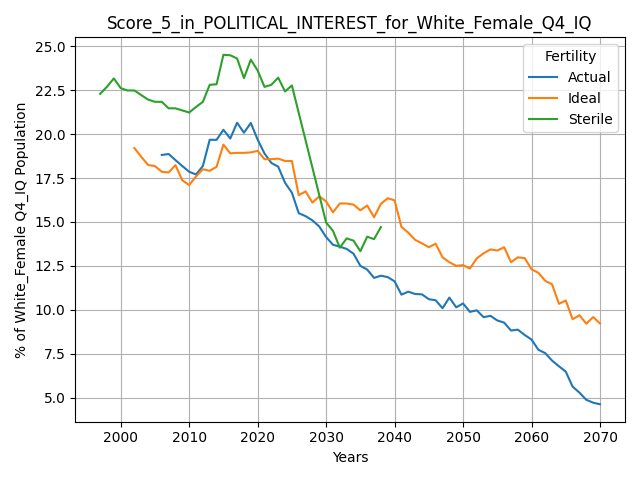 Score_5_in_POLITICAL_INTEREST_for_White_Female_Q4_IQ
% of White_Female Q4_IQ Population
25.0
22.5
20.0
17.5
15.0
12.5
10.0
7.5
5.0
Fertility
Actual
Ideal
Sterile
2000 2010 2020 2030 2040 2050 2060 2070
Years